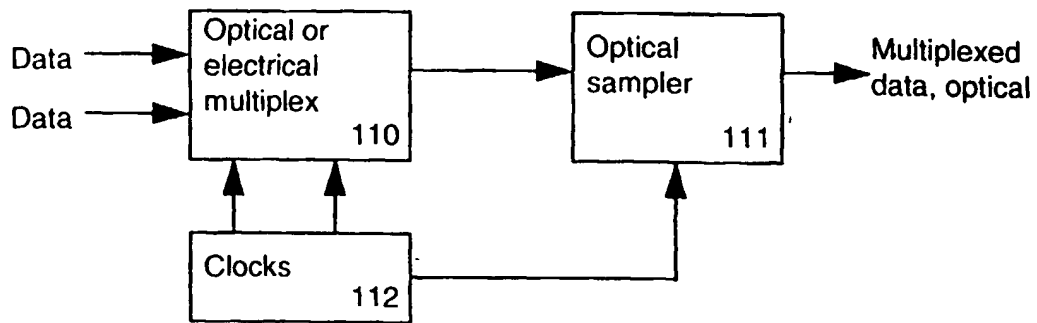 Data
Data
Optical or
electrical
multiplex
110
Optical
sampler
111
Multiplexed
data, optical
Clocks
112